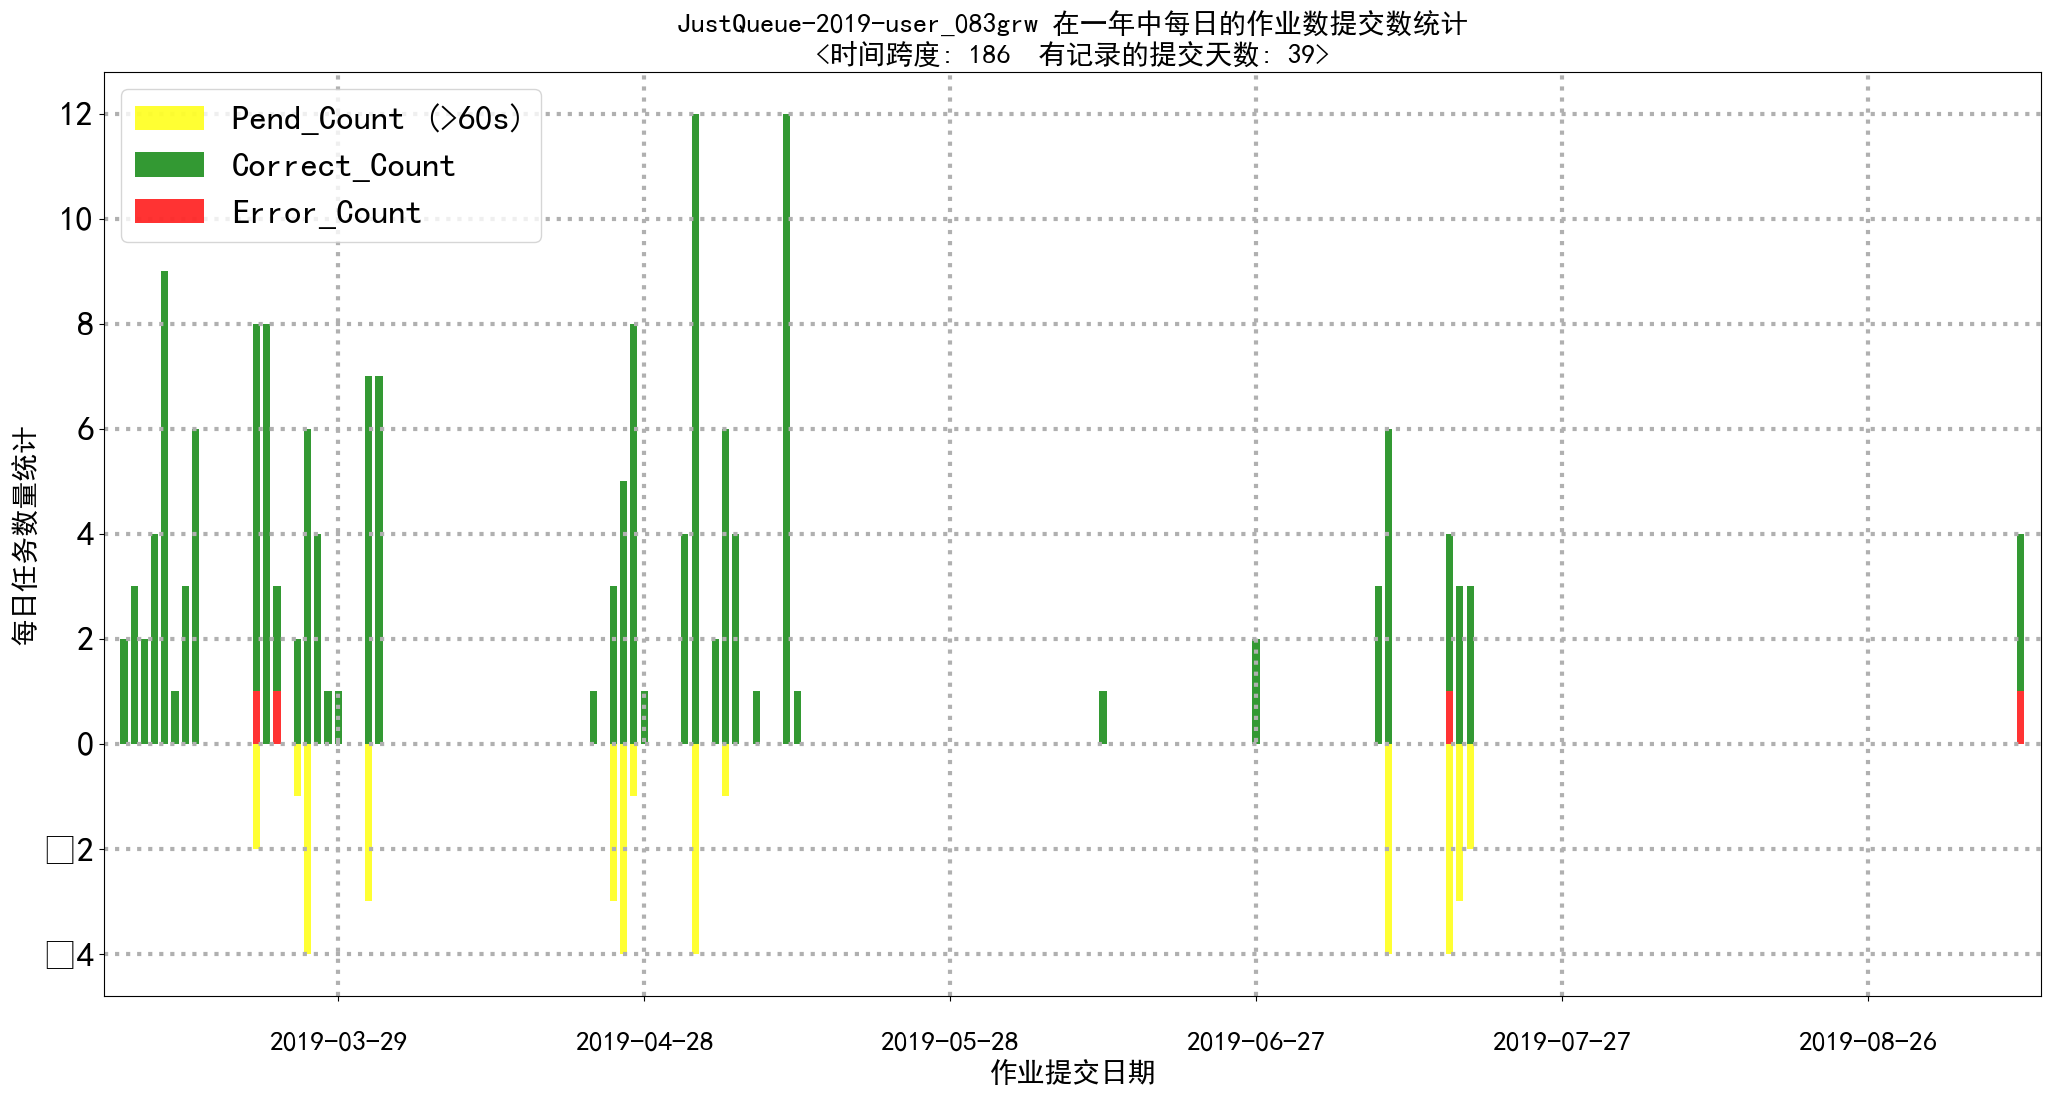 JustQueue-2019-user_083grw 在一年中每日的作业数提交数统计
<时间跨度: 186  有记录的提交天数: 39>
Pend_Count (>60s)
Correct_Count
Error_Count
每日任务数量统计
12
10
8
6
4
2
0
□2
□4
2019-03-29
2019-04-28
2019-05-28
2019-06-27
2019-07-27
2019-08-26
作业提交日期